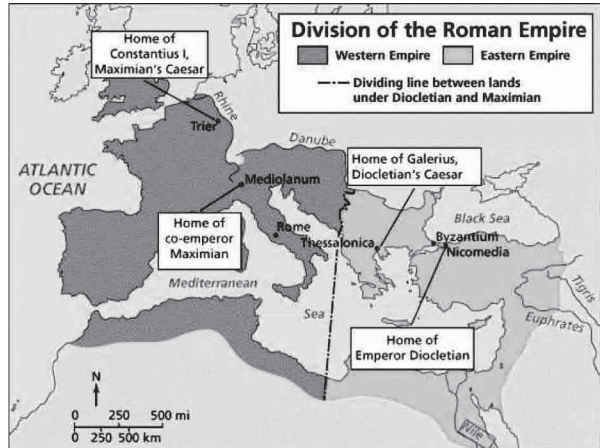 Division of the Roman Empire
Western Empire
Eastern Empire
Dividing line between lands
under Diocletian and Maximian
Home of
Constantius I,
Maximian's Caesar
Rhine
Trier
Danube
Home of Galerius,
Diocletian's Caesar
ATLANTIC
OCEAN
Mediolanum
Black Sea
Home of
co-emperor
Maximian
Rome
Thessalonica
Byzantium
Nicomedia
Mediterranean
Sea
Tigris
Euphrates
Home of
Emperor Diocletian
N
0 250 500 mi
0 250 500 km
Nile